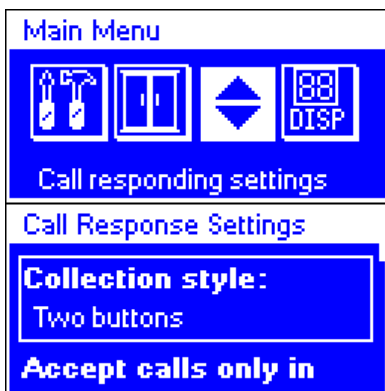 Main Menu
88
DISP
Call responding settings
Call Response Settings
Collection style:
Two buttons
Accept calls only in